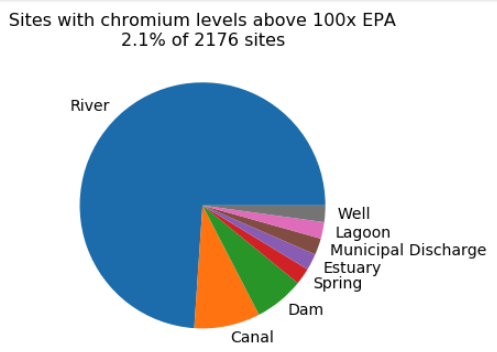 Sites with chromium levels above 100x EPA
2.1% of 2176 sites
River
Well
Lagoon
Municipal Discharge
Estuary
Spring
Dam
Canal